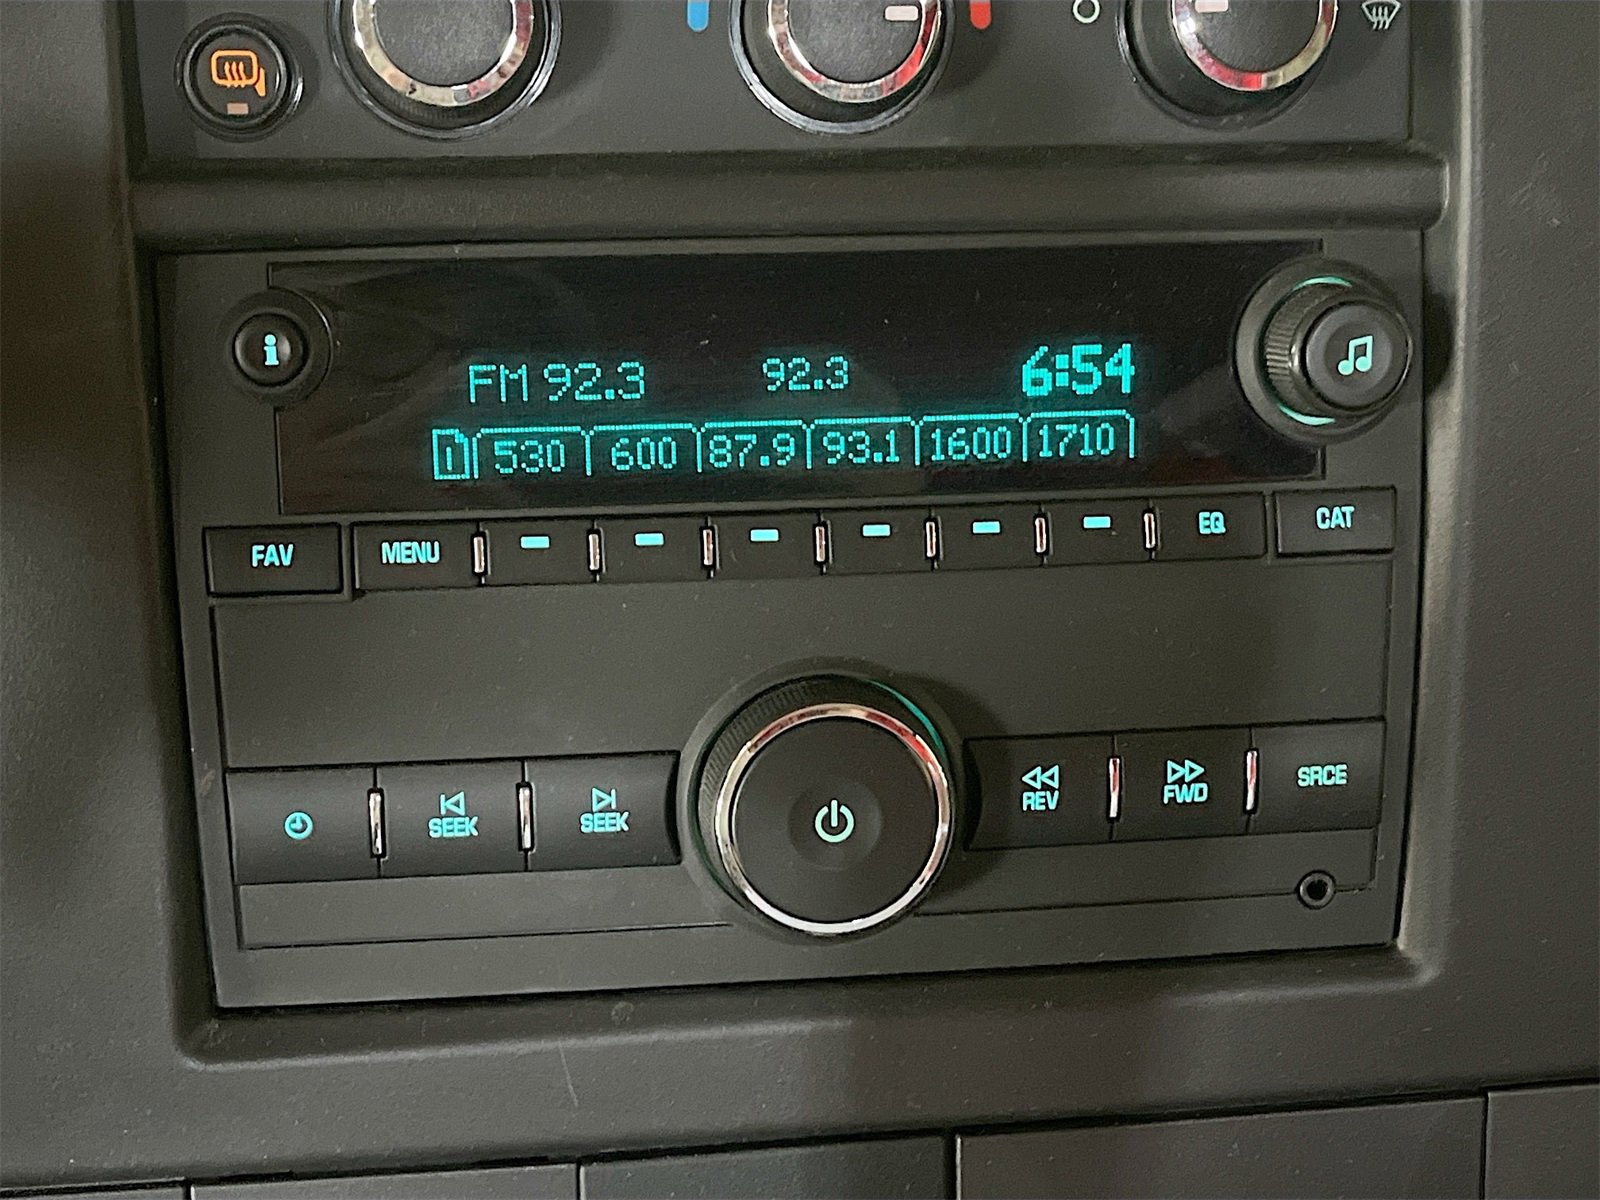 i
FM 92.3 92.3 6:54
1 530 600 87.9 93.1 1600 1710
FAV MENU EQ CAT
SEEK SEEK REV FWD SRCE